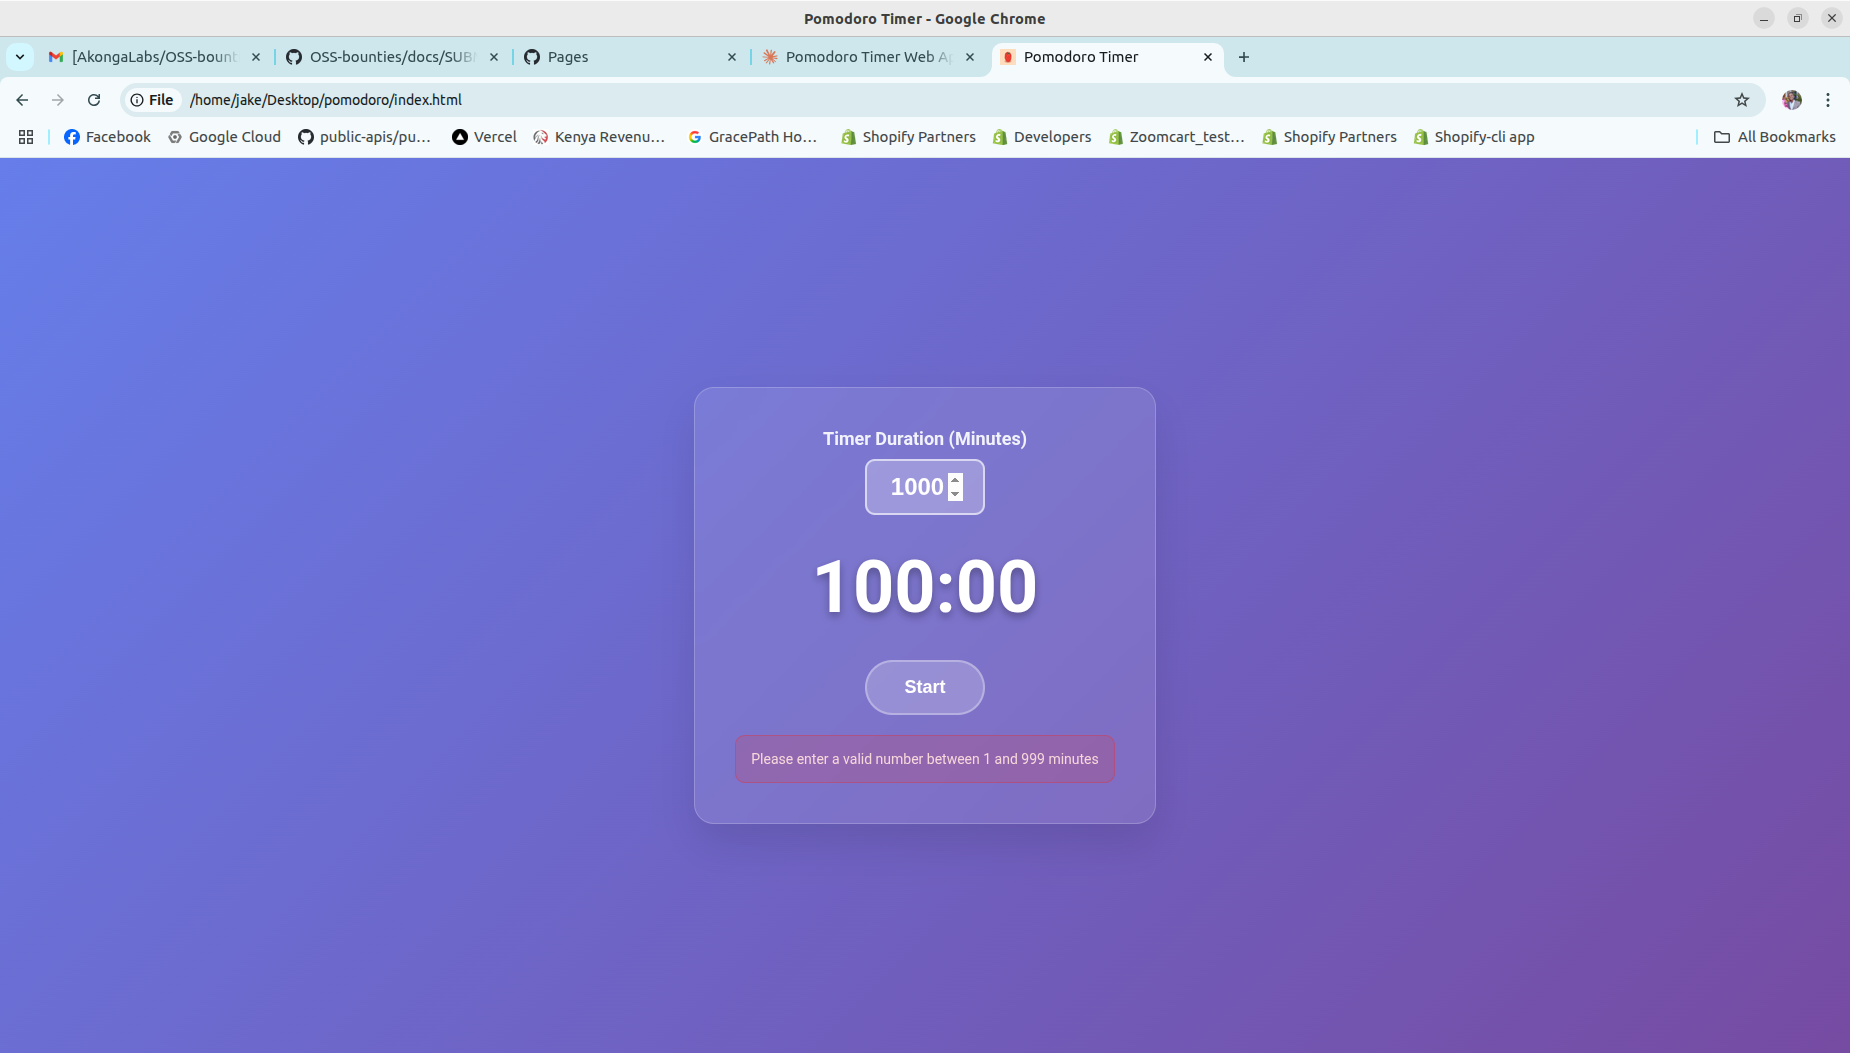 Pomodoro Timer - Google Chrome
[AkongaLabs/OSS-bount
OSS-bounties/docs/SUB
Pages
Pomodoro Timer Web A
Pomodoro Timer
File
/home/jake/Desktop/pomodoro/index.html
Facebook
Google Cloud
public-apis/pu...
Vercel
Kenya Revenu...
GracePath Ho...
Shopify Partners
Developers
Zoomcart_test...
Shopify Partners
Shopify-cli app
All Bookmarks
Timer Duration (Minutes)
1000
100:00
Start
Please enter a valid number between 1 and 999 minutes